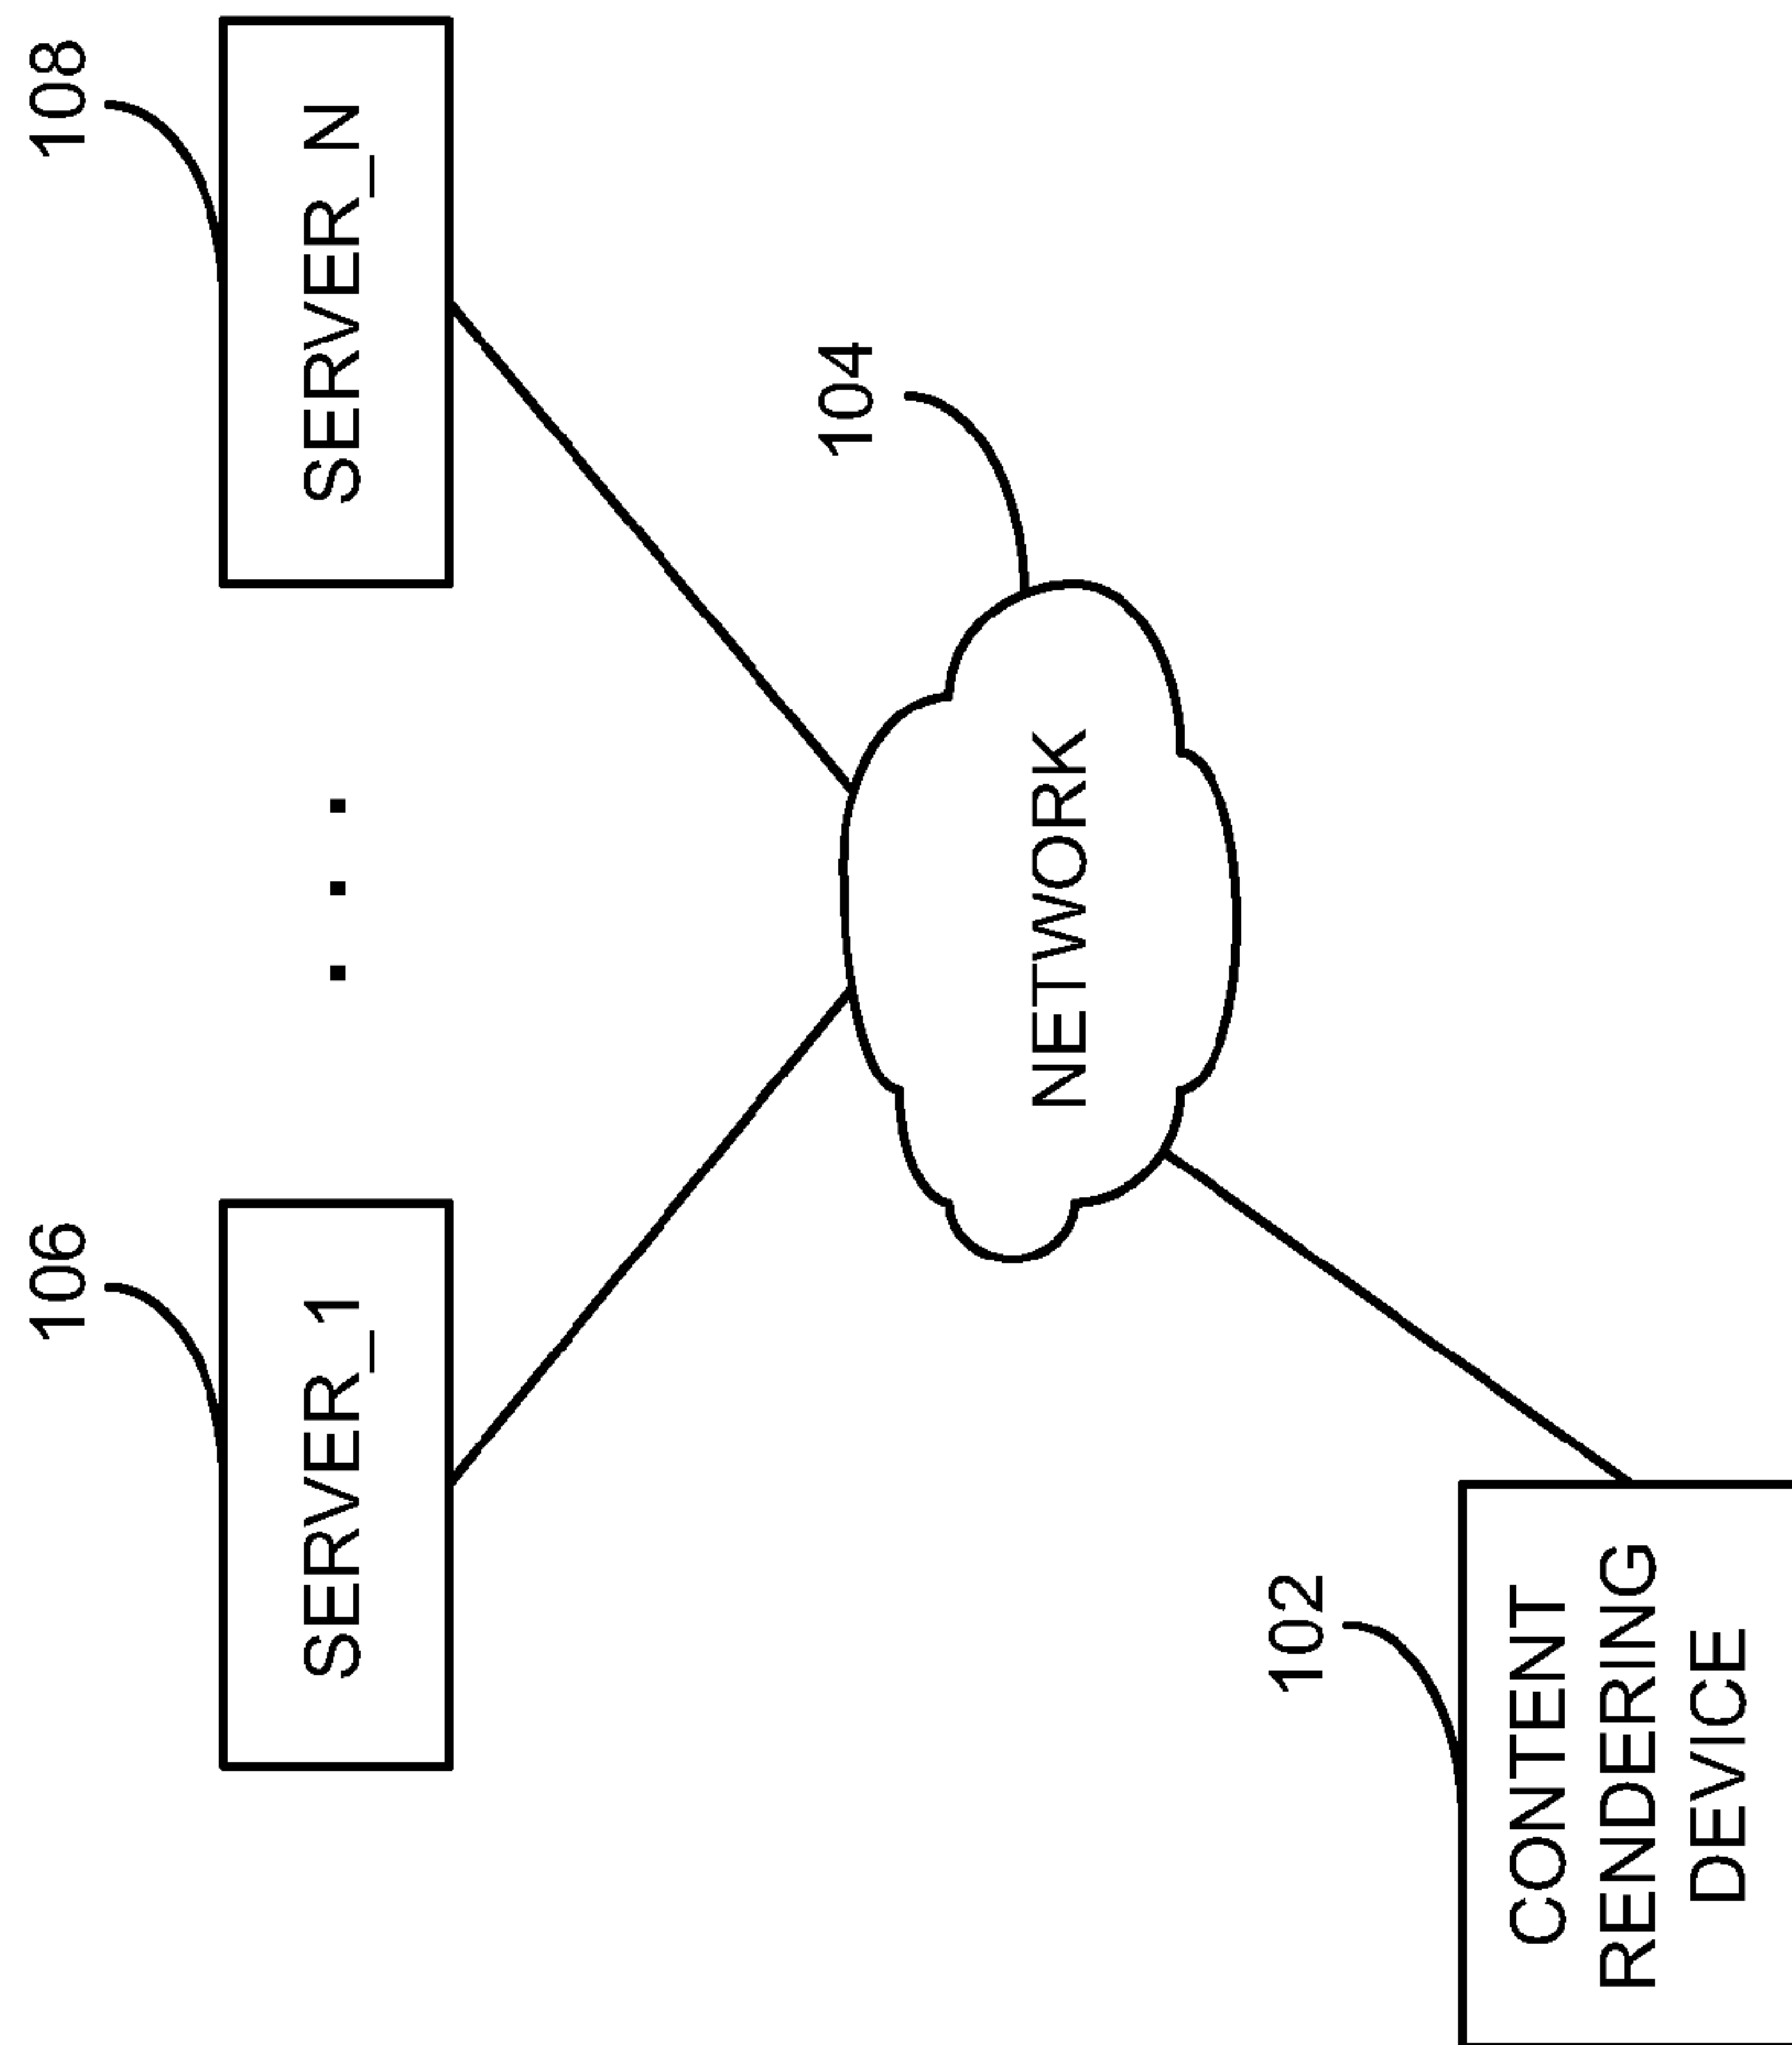 106
108
SERVER_1
. . .
SERVER_N
104
NETWORK
102
CONTENT
RENDERING
DEVICE